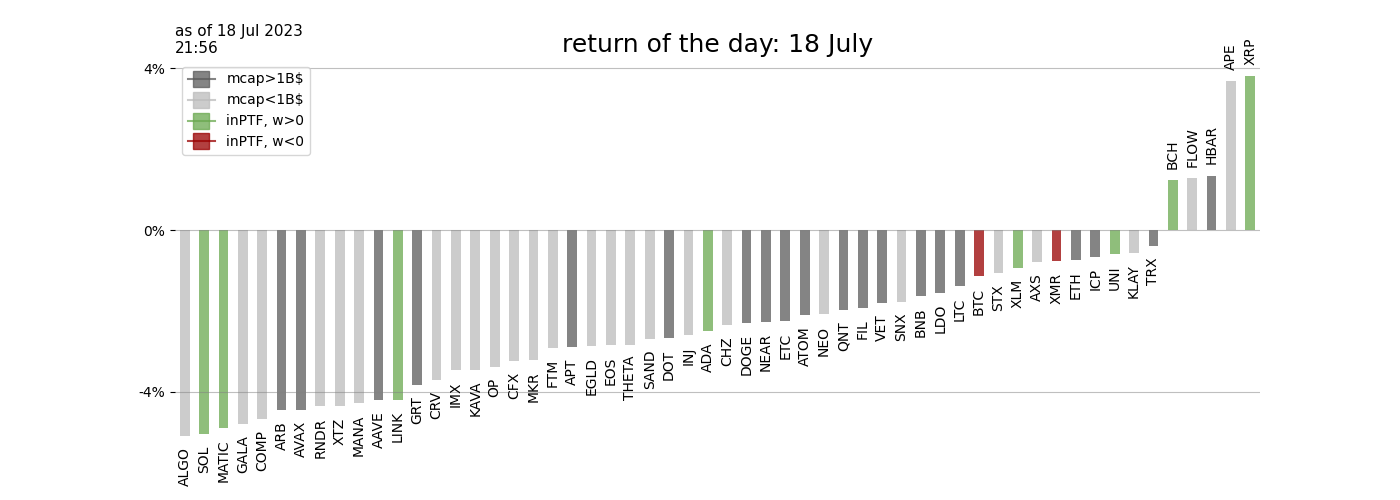 as of 18 Jul 2023
21:56
return of the day: 18 July
4%
0%
-4%
mcap>1B$
mcap<1B$
inPTF, w>0
inPTF, w<0
ALGO
SOL
MATIC
GALA
COMP
ARB
AVAX
RNDR
XTZ
MANA
AAVE
LINK
GRT
CRV
IMX
KAVA
OP
CFX
MKR
FTM
APT
EGLD
EOS
THETA
SAND
DOT
INJ
ADA
CHZ
DOGE
NEAR
ETC
ATOM
NEO
QNT
FIL
VET
SNX
BNB
LDO
LTC
BTC
STX
XLM
AXS
XMR
ETH
ICP
UNI
KLAY
TRX
BCH
FLOW
HBAR
APE
XRP